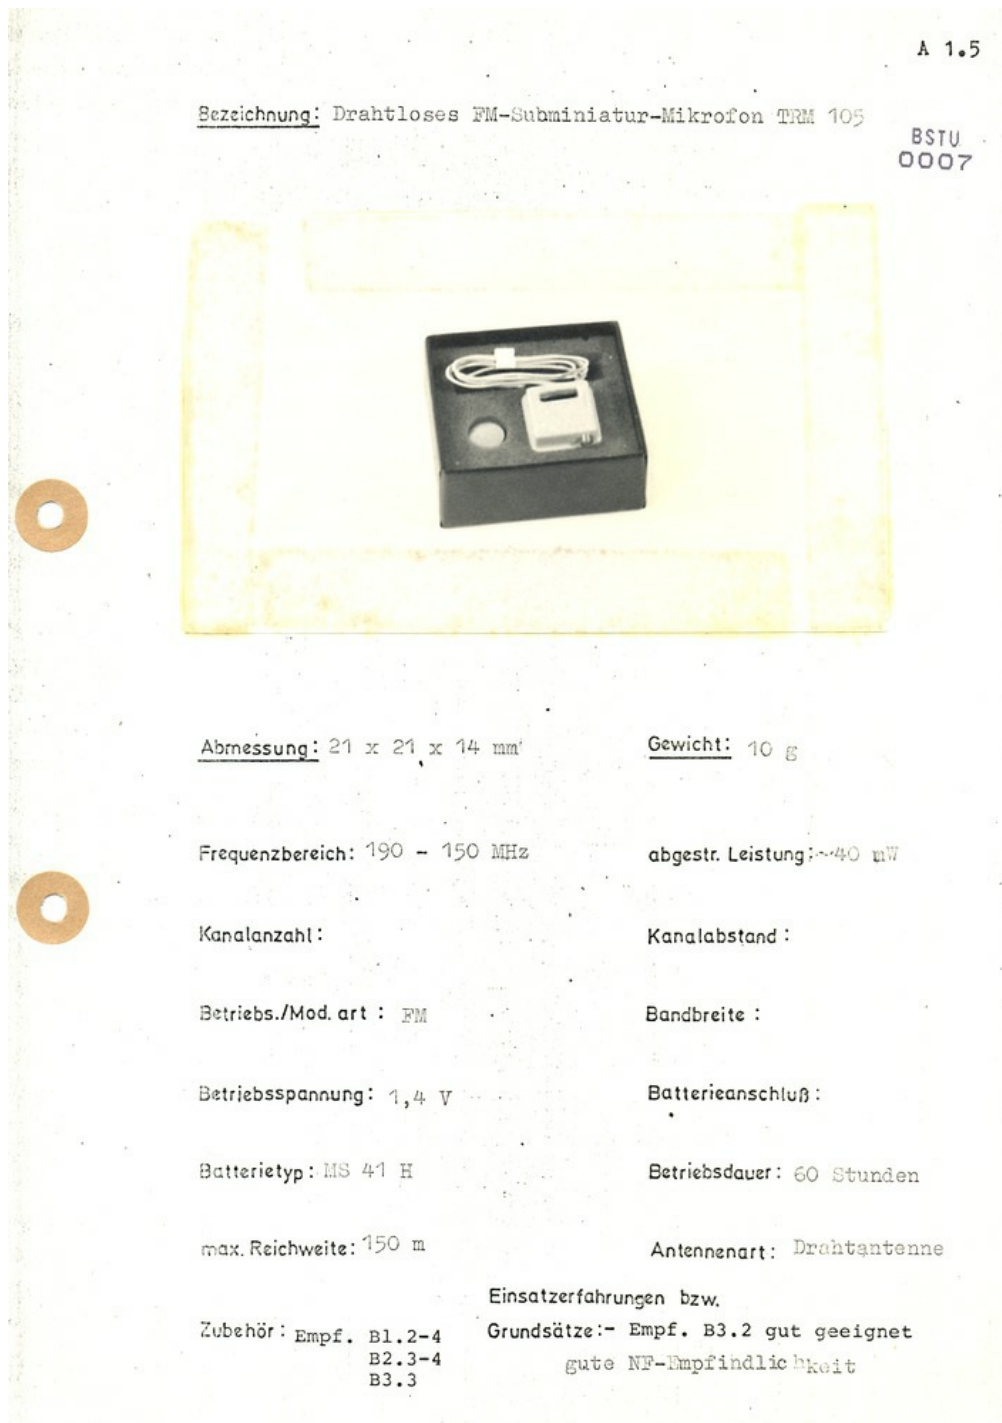 A 1.5
Bezeichnung: Drahtloses FM-Subminiatur-Mikrofon TRM 105
BSTU
0007
Abmessung: 21 x 21 x 14 mm
Gewicht: 10 g
Frequenzbereich: 190 - 150 MHz
abgestr. Leistung: ~40 mW
Kanalanzahl:
Kanalabstand:
Betriebs./Mod. art: FM
Bandbreite:
Betriebsspannung: 1,4 V
Batterieanschluß:
Batterietyp: MS 41 H
Betriebsdauer: 60 Stunden
max. Reichweite: 150 m
Antennenart: Drahtantenne
Einsatzerfahrungen bzw.
Zubehör: Empf. B1.2-4
Grundsätze:- Empf. B3.2 gut geeignet
B2.3-4
gute NF-Empfindlichkeit
B3.3